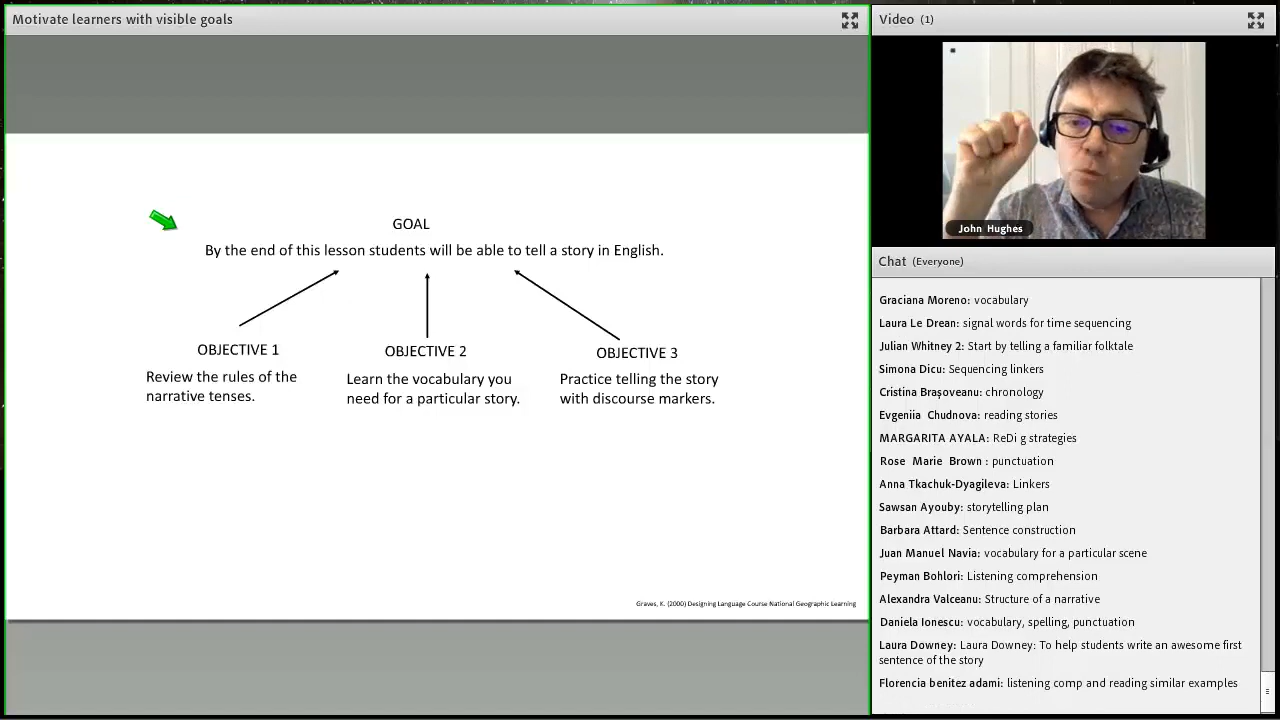 Motivate learners with visible goals
GOAL
By the end of this lesson students will be able to tell a story in English.
OBJECTIVE 1
Review the rules of the
narrative tenses.
OBJECTIVE 2
Learn the vocabulary you
need for a particular story.
OBJECTIVE 3
Practice telling the story
with discourse markers.
Graves, K. (2000) Designing Language Course National Geographic Learning
Video (1)
John Hughes
Chat (Everyone)
Graciana Moreno: vocabulary
Laura Le Drean: signal words for time sequencing
Julian Whitney 2: Start by telling a familiar folktale
Simona Dicu: Sequencing linkers
Cristina Brașoveanu: chronology
Evgeniia Chudnova: reading stories
MARGARITA AYALA: ReDi g strategies
Rose Marie Brown : punctuation
Anna Tkachuk-Dyagileva: Linkers
Sawsan Ayouby: storytelling plan
Barbara Attard: Sentence construction
Juan Manuel Navia: vocabulary for a particular scene
Peyman Bohlori: Listening comprehension
Alexandra Valceanu: Structure of a narrative
Daniela Ionescu: vocabulary, spelling, punctuation
Laura Downey: Laura Downey: To help students write an awesome first
sentence of the story
Florencia benitez adami: listening comp and reading similar examples